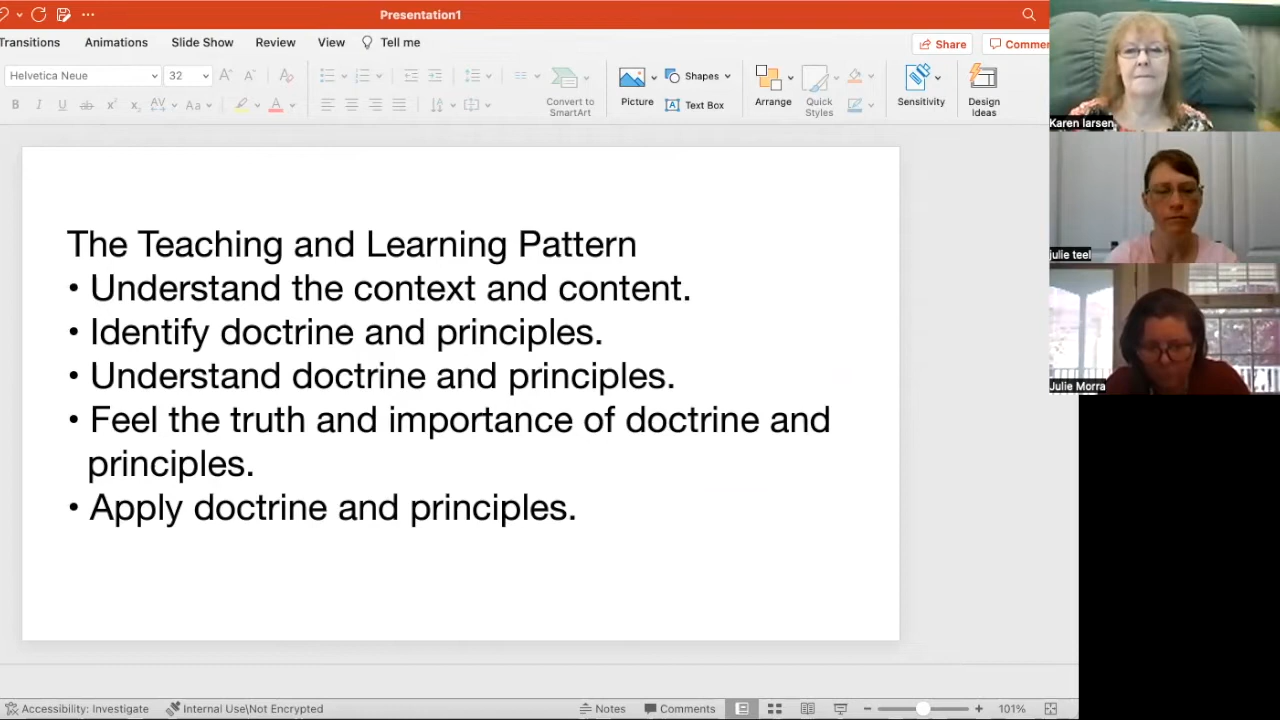 Presentation1
Transitions Animations Slide Show Review View Tell me
Share
Helvetica Neue 32
Aa
Convert to
SmartArt
Picture
Shapes
Text Box
Arrange
Quick
Styles
Sensitivity
Design
Ideas
Karen larsen
julie teel
Julie Morra
The Teaching and Learning Pattern
• Understand the context and content.
• Identify doctrine and principles.
• Understand doctrine and principles.
• Feel the truth and importance of doctrine and
principles.
• Apply doctrine and principles.
Accessibility: Investigate Internal Use\Not Encrypted Notes Comments 101%